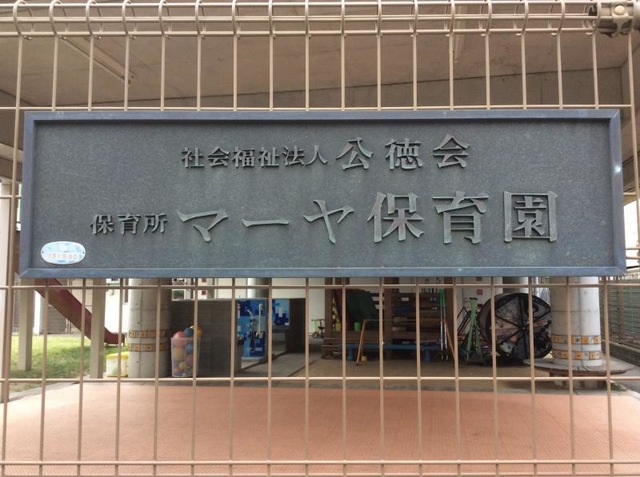 社会福祉法人 公徳会
保育所 マーヤ保育園